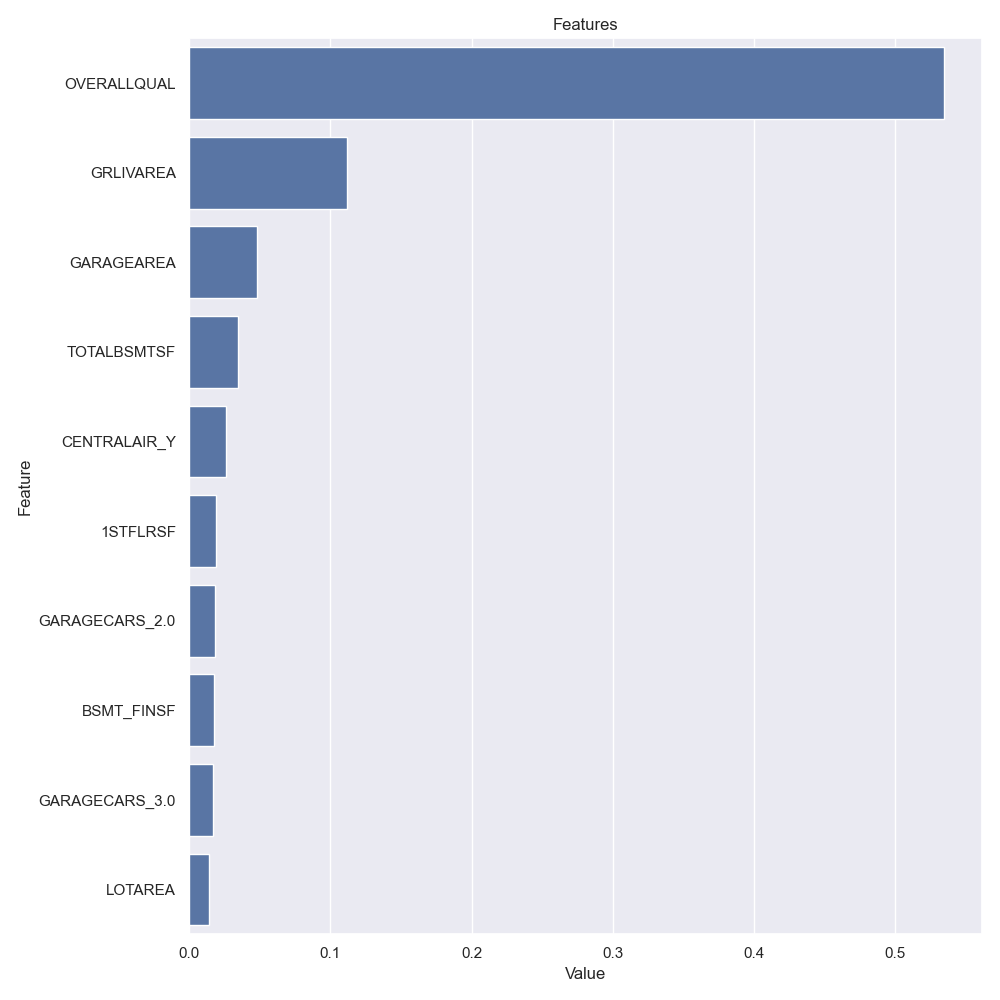 Features
OVERALLQUAL
GRLIVAREA
GARAGEAREA
TOTALBSMTSF
CENTRALAIR_Y
1STFLRSF
GARAGECARS_2.0
BSMT_FINSF
GARAGECARS_3.0
LOTAREA
Feature
0.0 0.1 0.2 0.3 0.4 0.5
Value